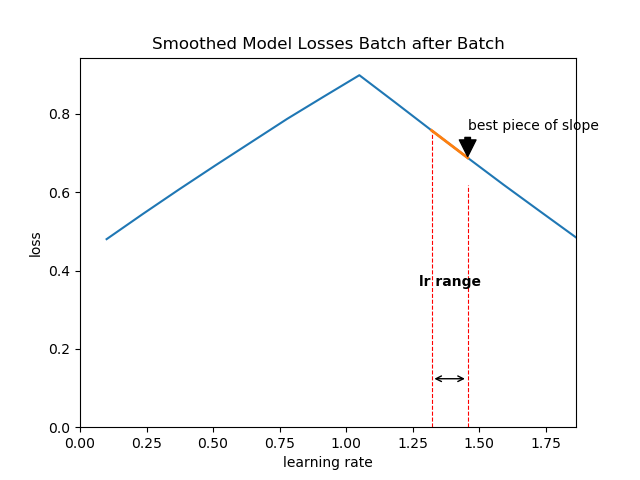 Smoothed Model Losses Batch after Batch
best piece of slope
lr range
0.8
0.6
0.4
0.2
0.0
loss
0.00 0.25 0.50 0.75 1.00 1.25 1.50 1.75
learning rate